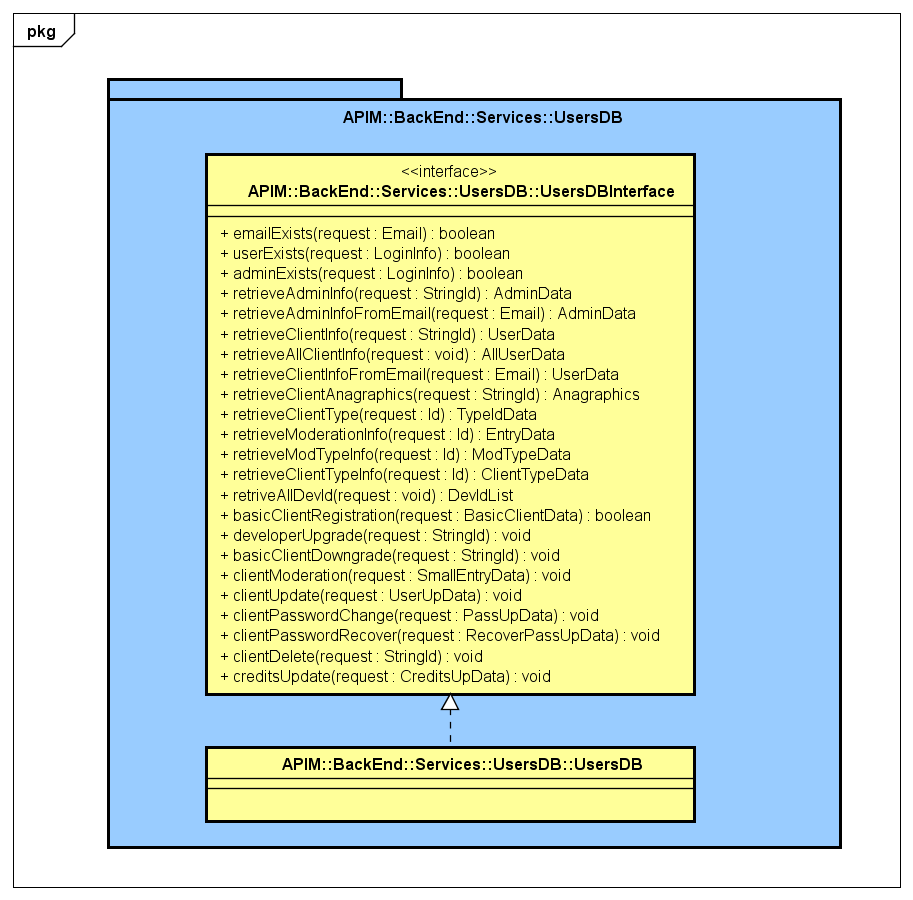 pkg
APIM::BackEnd::Services::UsersDB
<<interface>>
APIM::BackEnd::Services::UsersDB::UsersDBInterface
+ emailExists(request : Email) : boolean
+ userExists(request : LoginInfo) : boolean
+ adminExists(request : LoginInfo) : boolean
+ retrieveAdminInfo(request : StringId) : AdminData
+ retrieveAdminInfoFromEmail(request : Email) : AdminData
+ retrieveClientInfo(request : StringId) : UserData
+ retrieveAllClientInfo(request : void) : AllUserData
+ retrieveClientInfoFromEmail(request : Email) : UserData
+ retrieveClientAnagraphics(request : StringId) : Anagraphics
+ retrieveClientType(request : Id) : TypeIdData
+ retrieveModerationInfo(request : Id) : EntryData
+ retrieveModTypeInfo(request : Id) : ModTypeData
+ retrieveClientTypeInfo(request : Id) : ClientTypeData
+ retriveAllDevId(request : void) : DevIdList
+ basicClientRegistration(request : BasicClientData) : boolean
+ developerUpgrade(request : StringId) : void
+ basicClientDowngrade(request : StringId) : void
+ clientModeration(request : SmallEntryData) : void
+ clientUpdate(request : UserUpData) : void
+ clientPasswordChange(request : PassUpData) : void
+ clientPasswordRecover(request : RecoverPassUpData) : void
+ clientDelete(request : StringId) : void
+ creditsUpdate(request : CreditsUpData) : void
APIM::BackEnd::Services::UsersDB::UsersDB